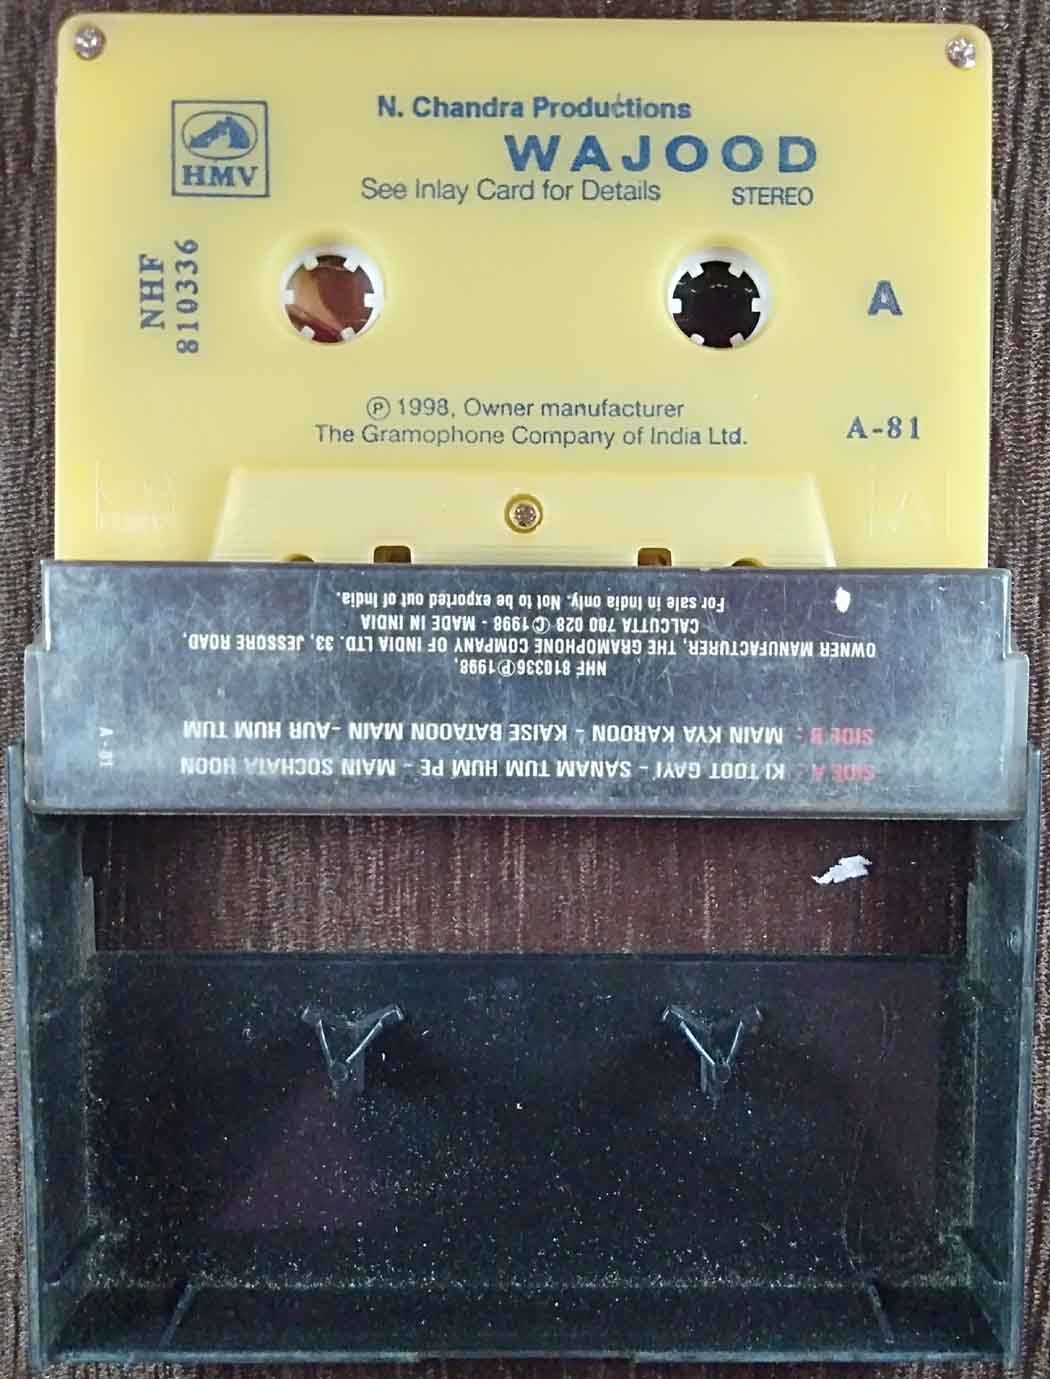 N. Chandra Productions
WAJOOD
See Inlay Card for Details STEREO
HMV
NHF
810336
A
Ⓟ 1998, Owner manufacturer
The Gramophone Company of India Ltd.
A-81
SIDE A : KI TOOT GAYI - SANAM TUM HUM PE - MAIN SOCHATA HOON
SIDE B : MAIN KYA KAROON - KAISE BATAOON MAIN -AUR HUM TUM
A-81
NHF 810336Ⓟ1998,
OWNER MANUFACTURER, THE GRAMOPHONE COMPANY OF INDIA LTD. 33, JESSORE ROAD,
CALCUTTA 700 028 © 1998 - MADE IN INDIA
For sale in India only. Not to be exported out of India.